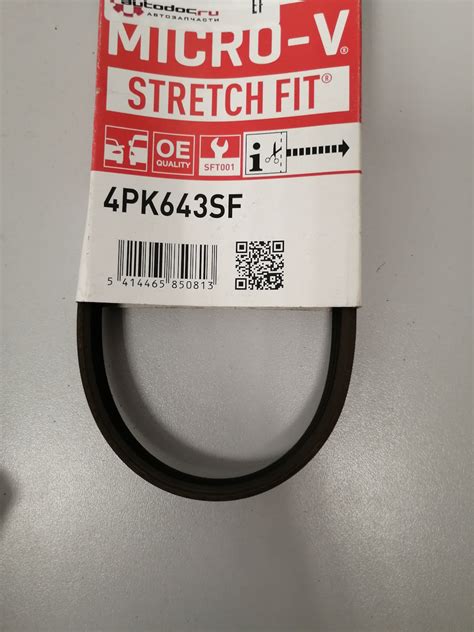 autodoc.ru
АВТОЗАПЧАСТИ
EF
MICRO-V®
STRETCH FIT®
OE
QUALITY
SFT001
i
4PK643SF
5 414465 850813